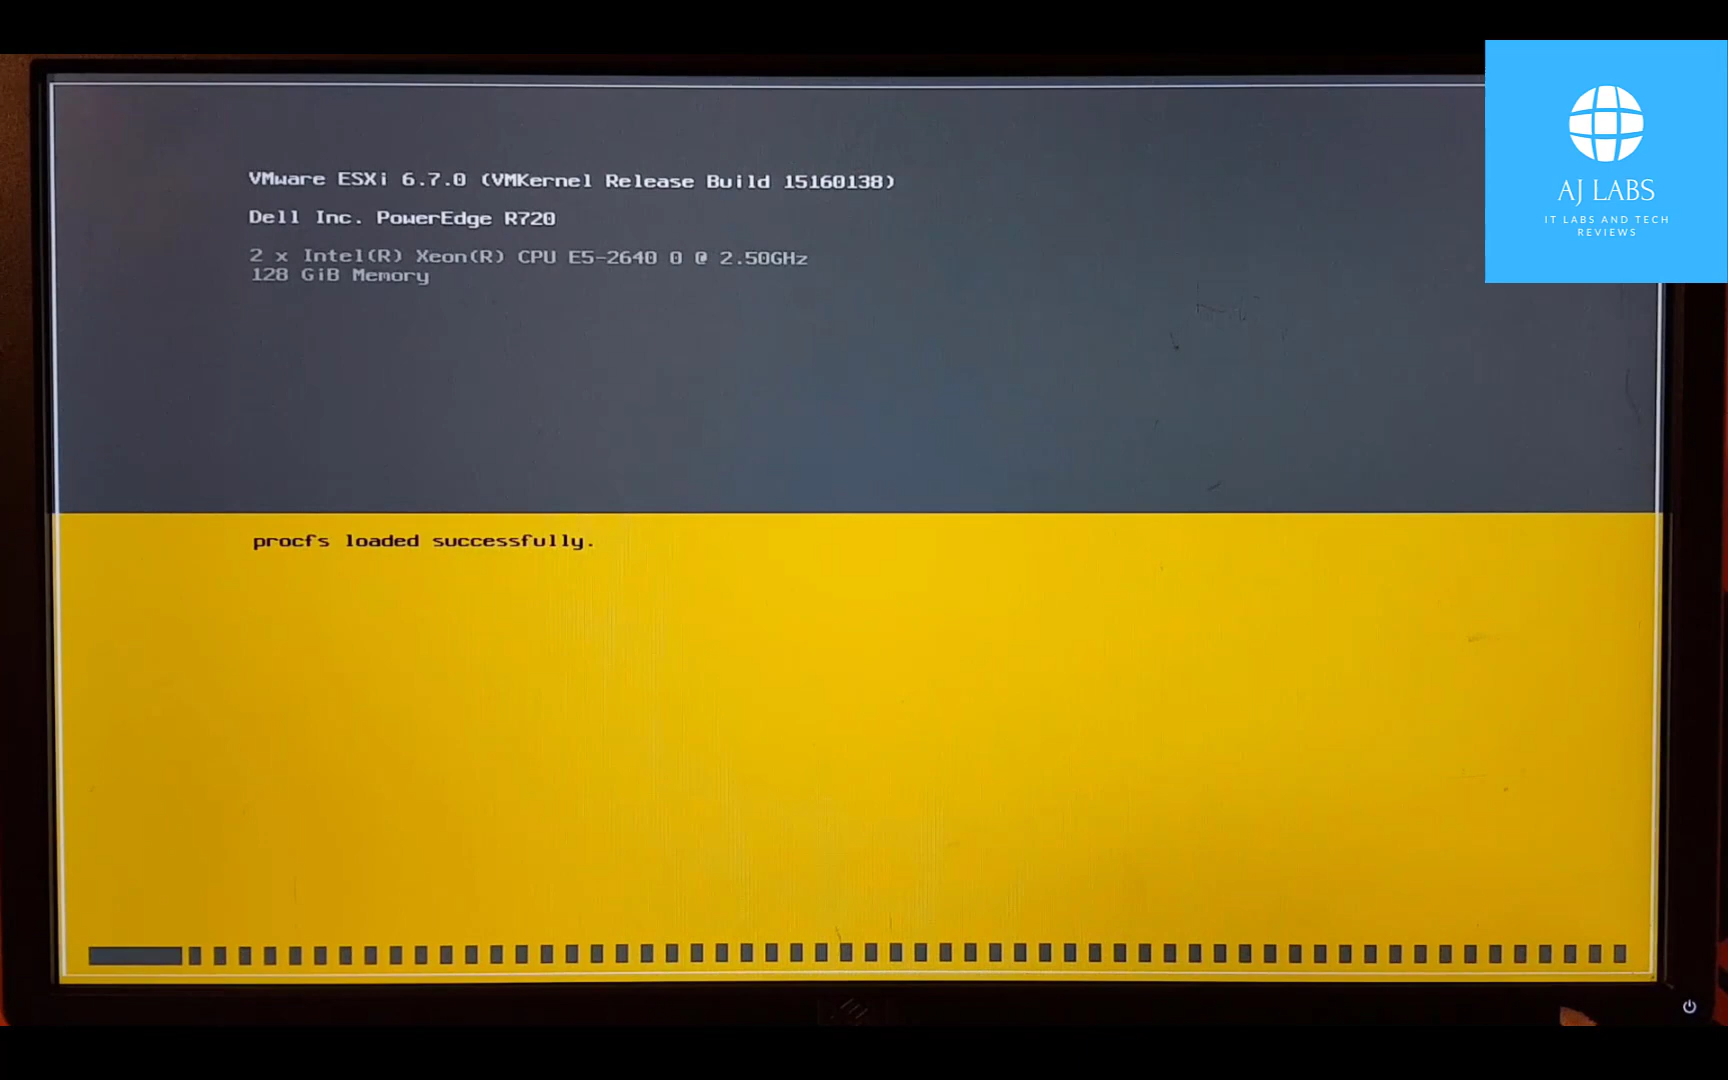 VMware ESXi 6.7.0 (VMKernel Release Build 15160138)
Dell Inc. PowerEdge R720
2 x Intel(R) Xeon(R) CPU E5-2640 0 @ 2.50GHz
128 GiB Memory
procfs loaded successfully.
AJ LABS
IT LABS AND TECH
REVIEWS